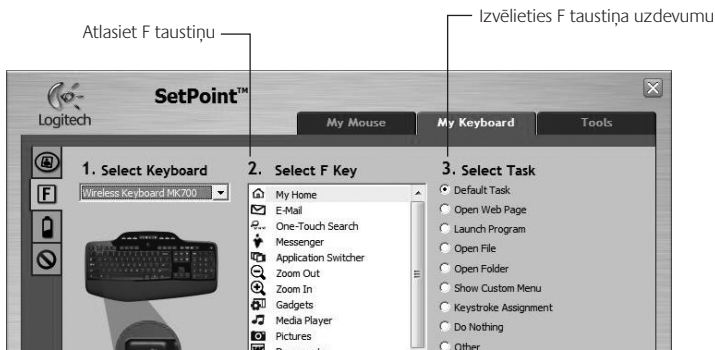 Izvēlieties F taustiņa uzdevumu
Atlasiet F taustiņu
Logitech
SetPoint™
My Mouse
My Keyboard
Tools
1. Select Keyboard
Wireless Keyboard MK700
2. Select F Key
My Home
E-Mail
One-Touch Search
Messenger
Application Switcher
Zoom Out
Zoom In
Gadgets
Media Player
Pictures
3. Select Task
Default Task
Open Web Page
Launch Program
Open File
Open Folder
Show Custom Menu
Keystroke Assignment
Do Nothing
Other